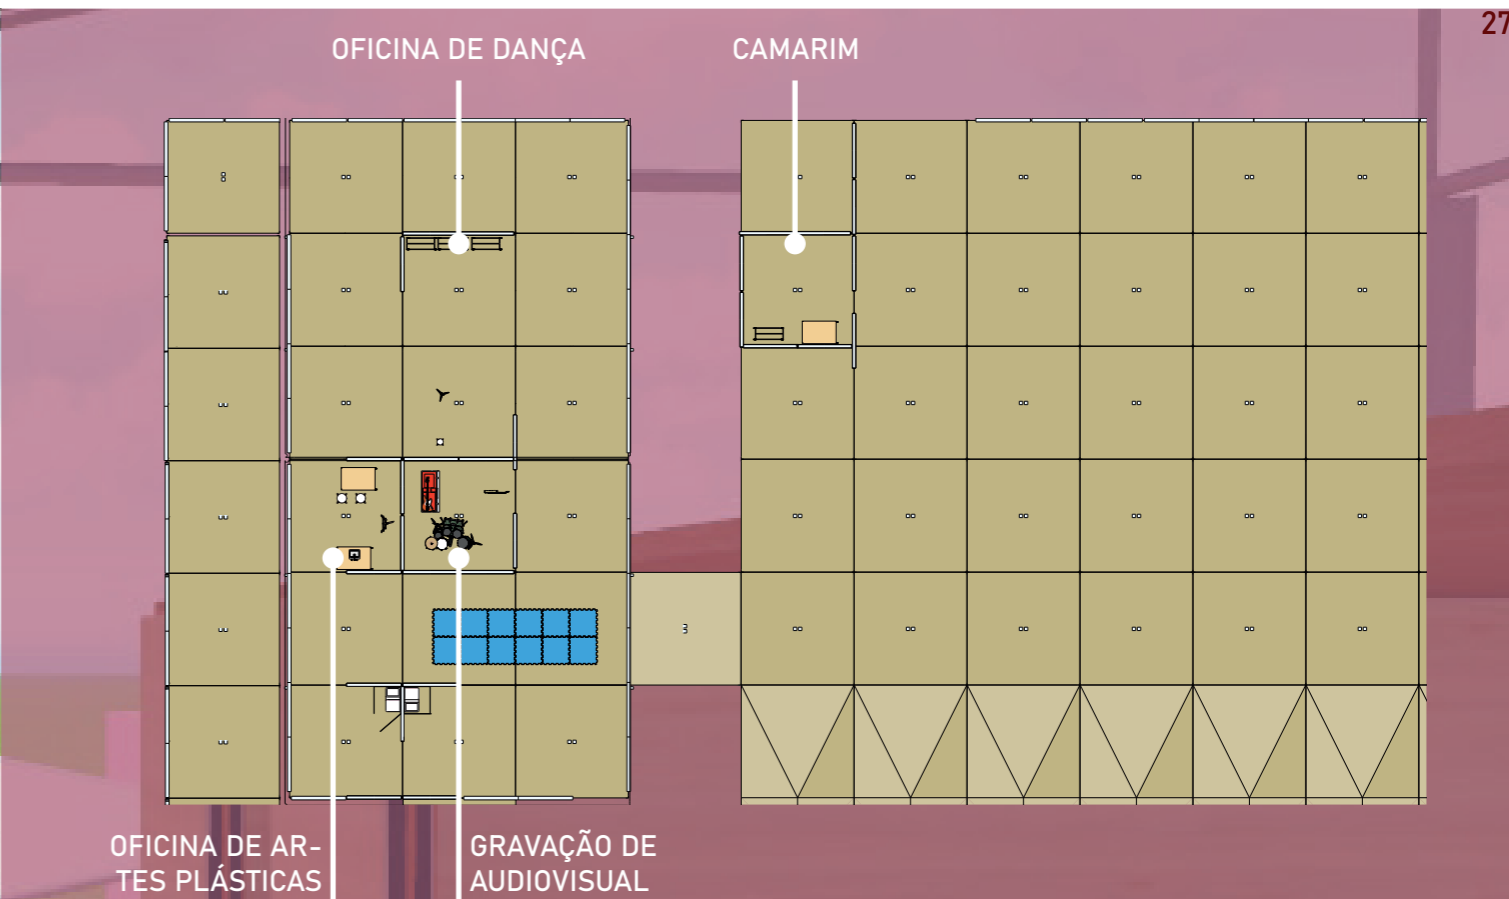 27
OFICINA DE DANÇA
CAMARIM
OFICINA DE AR-
TES PLÁSTICAS
GRAVAÇÃO DE
AUDIOVISUAL